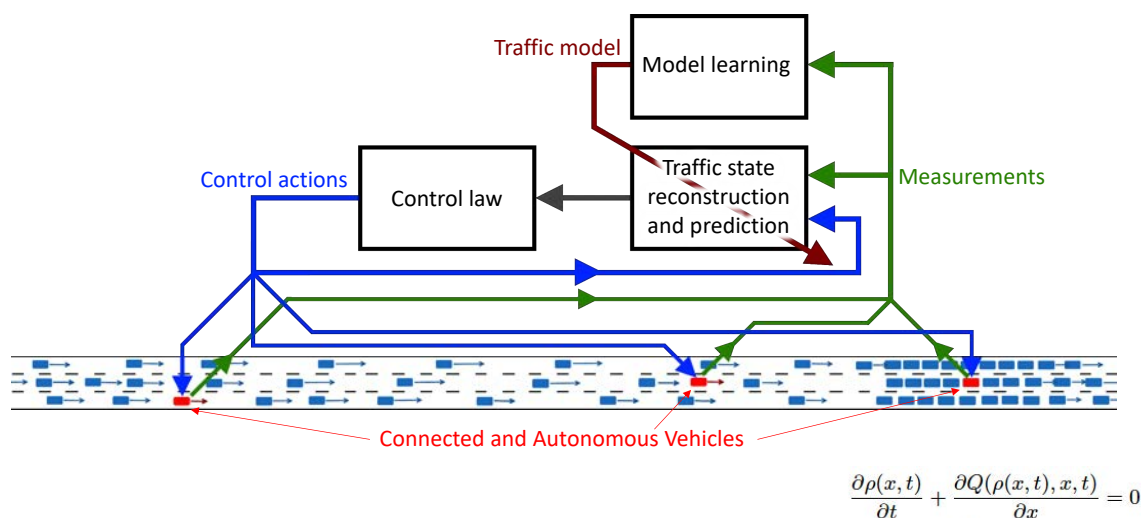 Traffic model
Model learning
Control actions
Control law
Traffic state
reconstruction
and prediction
Measurements
Connected and Autonomous Vehicles
∂ρ(x, t)/∂t + ∂Q(ρ(x, t), x, t)/∂x = 0